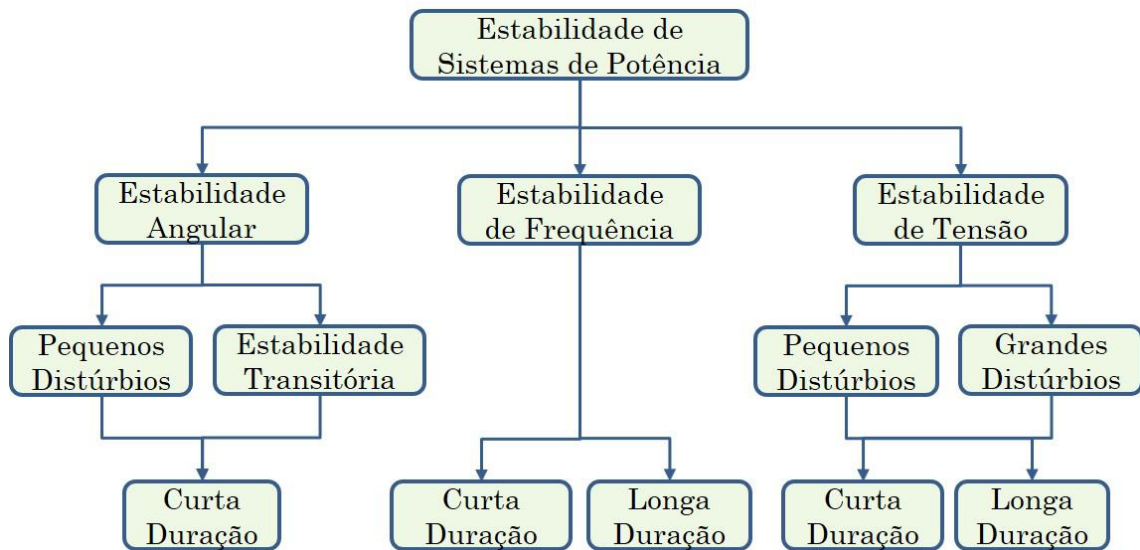 Estabilidade de
Sistemas de Potência
Estabilidade
Angular
Estabilidade
de Frequência
Estabilidade
de Tensão
Pequenos
Distúrbios
Estabilidade
Transitória
Pequenos
Distúrbios
Grandes
Distúrbios
Curta
Duração
Curta
Duração
Longa
Duração
Curta
Duração
Longa
Duração